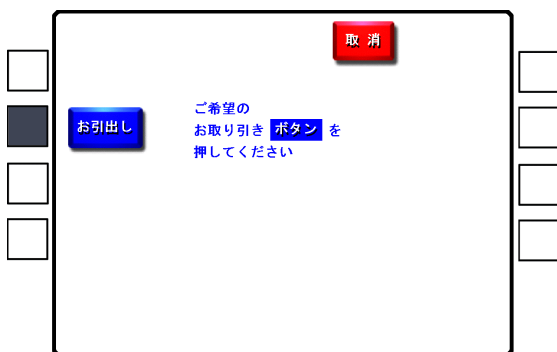 取 消
お引出し
ご希望の
お取り引き ボタン を
押してください